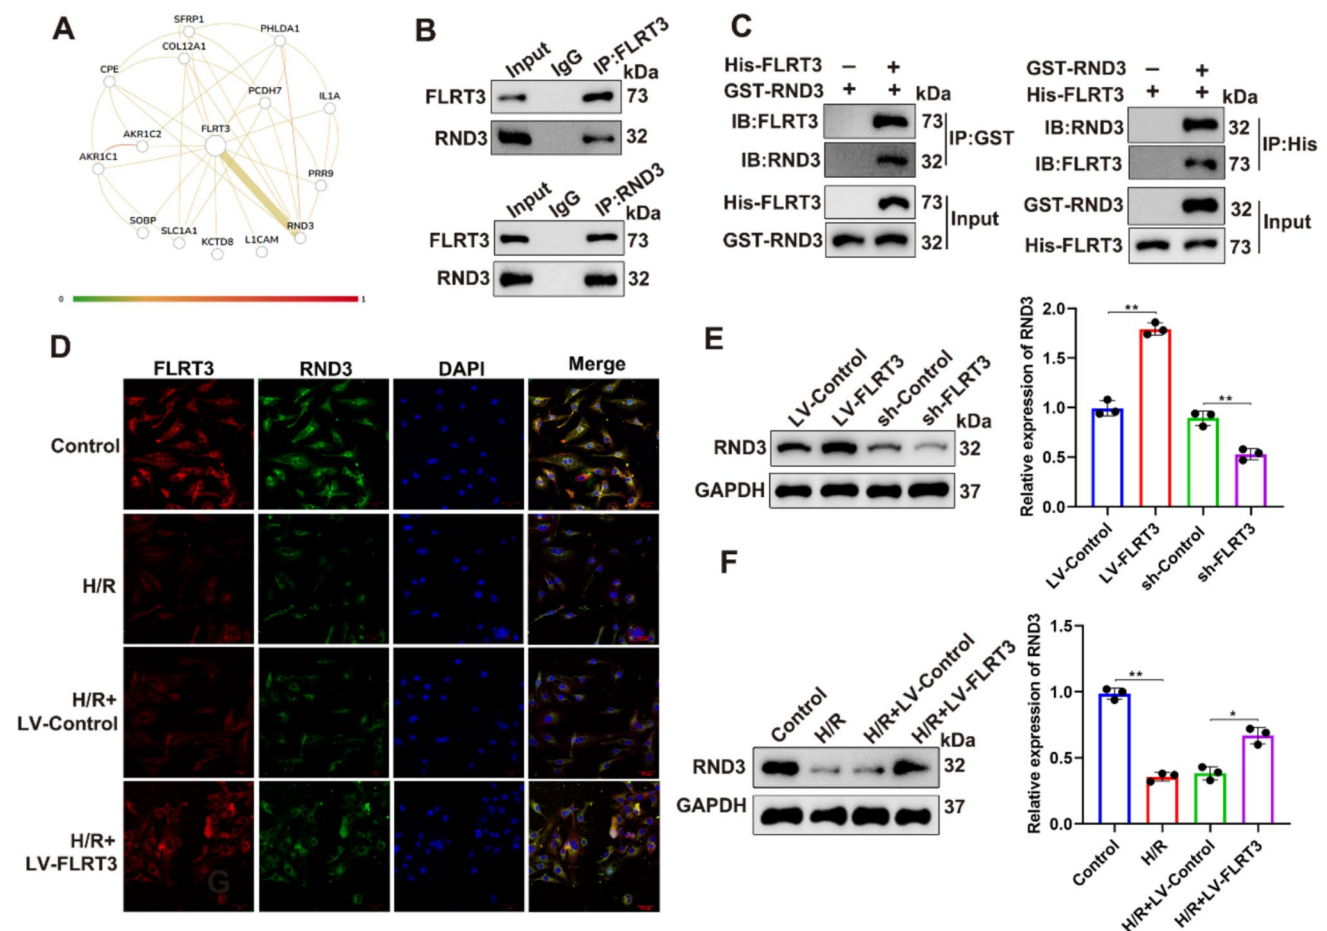 A
SFRP1
PHLDA1
COL12A1
CPE
PCDH7
IL1A
AKR1C2
FLRT3
AKR1C1
PRR9
SOBP
SLC1A1
KCTD8
L1CAM
RND3
0
1
B
Input
IgG
IP:FLRT3
kDa
FLRT3
73
RND3
32
Input
IgG
IP:RND3
kDa
FLRT3
73
RND3
32
C
His-FLRT3 – +
GST-RND3 + + kDa
IB:FLRT3 73
IB:RND3 32
IP:GST
His-FLRT3 73
GST-RND3 32
Input
GST-RND3 – +
His-FLRT3 + + kDa
IB:RND3 32
IB:FLRT3 73
IP:His
GST-RND3 32
His-FLRT3 73
Input
D
FLRT3 RND3 DAPI Merge
Control
H/R
H/R+
LV-Control
H/R+
LV-FLRT3
G
E
LV-Control
LV-FLRT3
sh-Control
sh-FLRT3
kDa
RND3 32
GAPDH 37
Relative expression of RND3
2.0
1.5
1.0
0.5
0.0
**
**
LV-Control
LV-FLRT3
sh-Control
sh-FLRT3
F
Control
H/R
H/R+LV-Control
H/R+LV-FLRT3
kDa
RND3 32
GAPDH 37
Relative expression of RND3
1.5
1.0
0.5
0.0
**
*
Control
H/R
H/R+LV-Control
H/R+LV-FLRT3